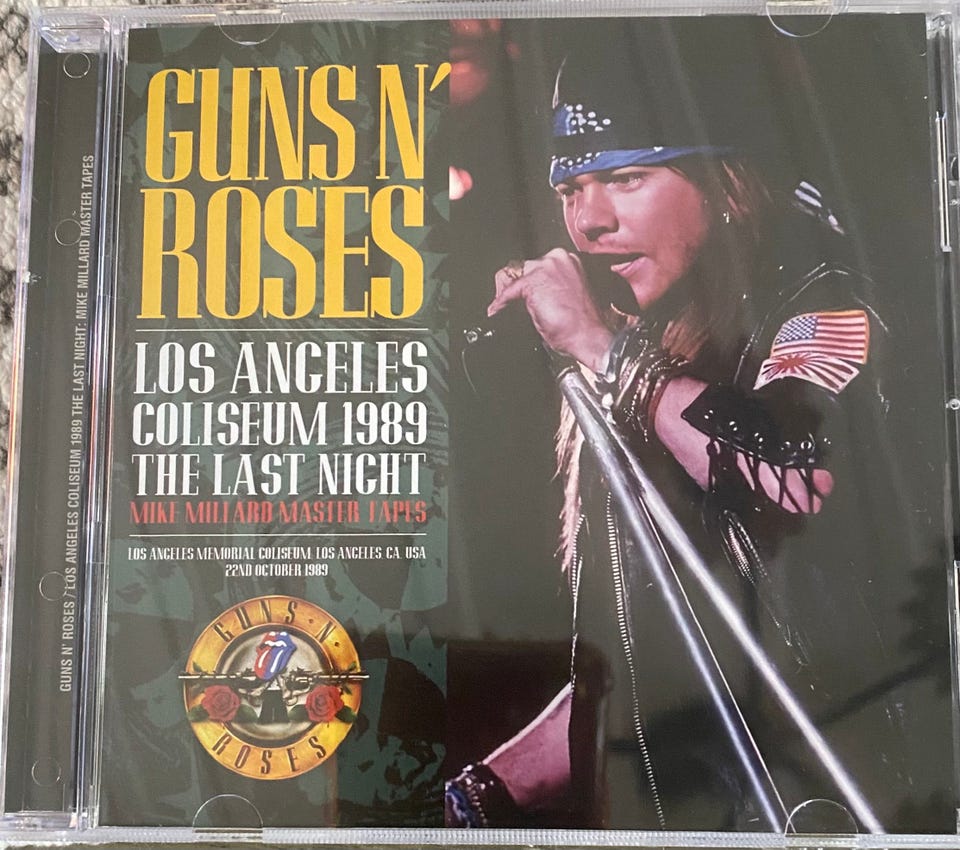 GUNS N' ROSES / LOS ANGELES COLISEUM 1989 THE LAST NIGHT: MIKE MILLARD MASTER TAPES
GUNS N'
ROSES
LOS ANGELES
COLISEUM 1989
THE LAST NIGHT
MIKE MILLARD MASTER TAPES
LOS ANGELES MEMORIAL COLISEUM, LOS ANGELES, CA, USA
22ND OCTOBER 1989
GUNS·N·
ROSES